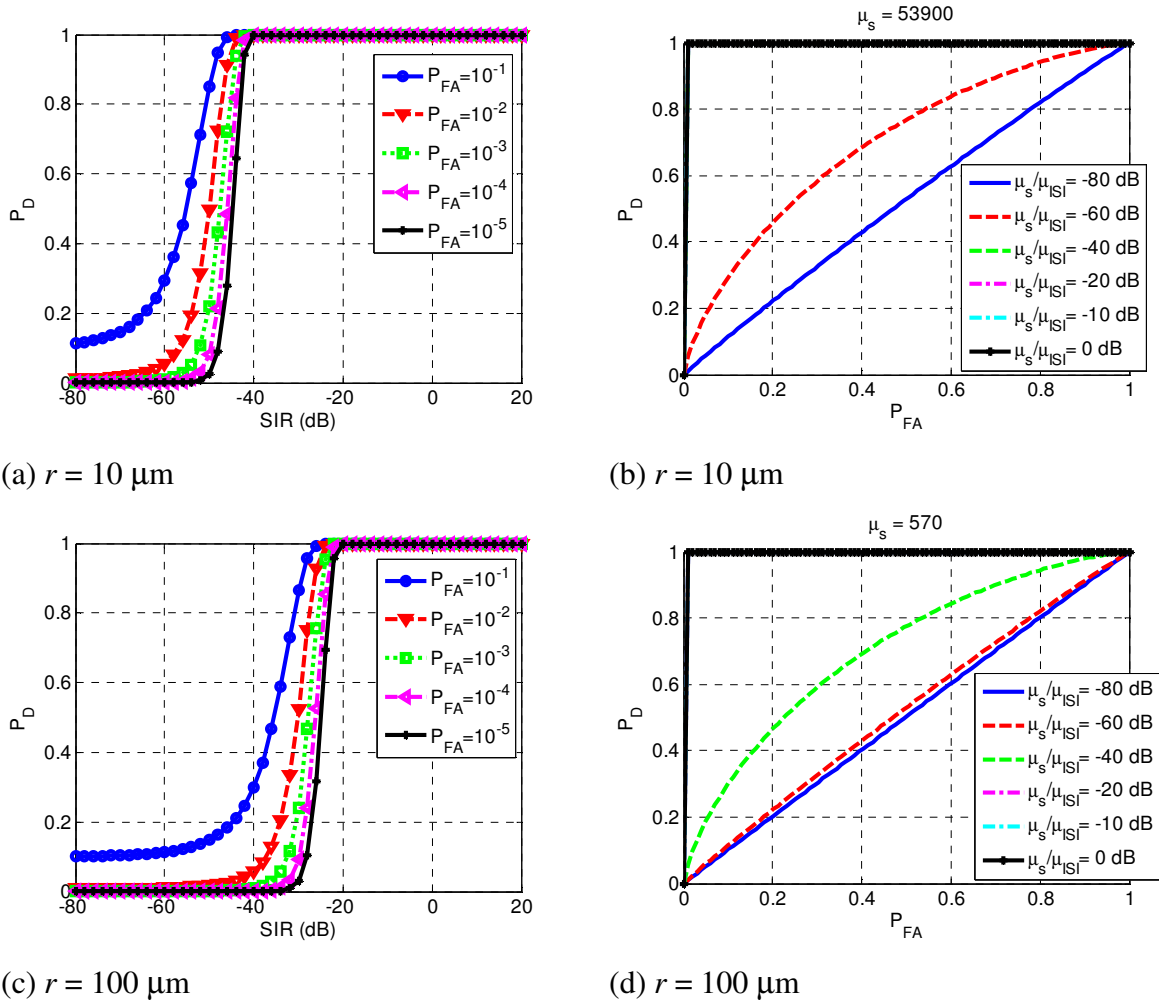 1
0.8
0.6
0.4
0.2
0
P_D
-80
-60
-40
-20
0
20
SIR (dB)
P_FA=10^-1
P_FA=10^-2
P_FA=10^-3
P_FA=10^-4
P_FA=10^-5
(a) r = 10 μm
μ_s = 53900
1
0.8
0.6
0.4
0.2
0
P_D
0
0.2
0.4
0.6
0.8
1
P_FA
μ_s/μ_ISI= -80 dB
μ_s/μ_ISI= -60 dB
μ_s/μ_ISI= -40 dB
μ_s/μ_ISI= -20 dB
μ_s/μ_ISI= -10 dB
μ_s/μ_ISI= 0 dB
(b) r = 10 μm
1
0.8
0.6
0.4
0.2
0
P_D
-80
-60
-40
-20
0
20
SIR (dB)
P_FA=10^-1
P_FA=10^-2
P_FA=10^-3
P_FA=10^-4
P_FA=10^-5
(c) r = 100 μm
μ_s = 570
1
0.8
0.6
0.4
0.2
0
P_D
0
0.2
0.4
0.6
0.8
1
P_FA
μ_s/μ_ISI= -80 dB
μ_s/μ_ISI= -60 dB
μ_s/μ_ISI= -40 dB
μ_s/μ_ISI= -20 dB
μ_s/μ_ISI= -10 dB
μ_s/μ_ISI= 0 dB
(d) r = 100 μm